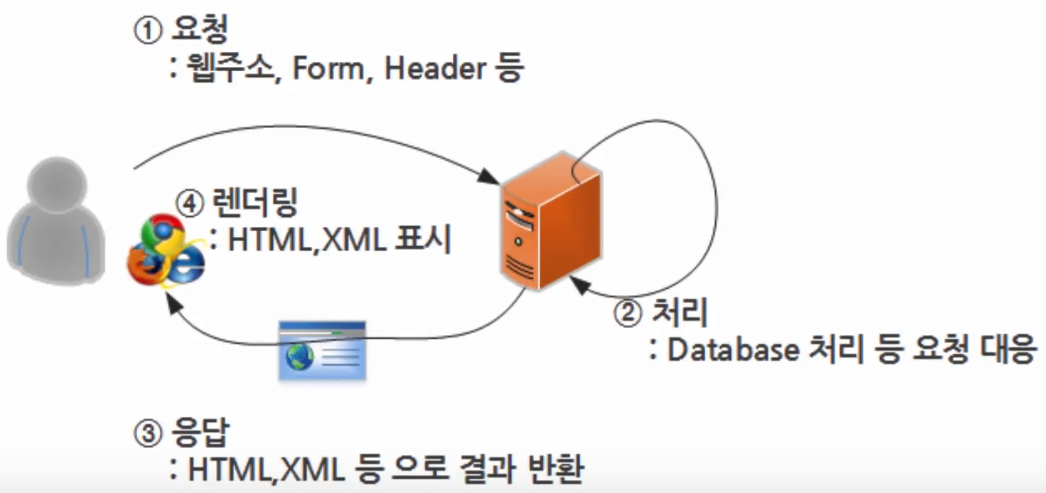 ① 요청
: 웹주소, Form, Header 등
④ 렌더링
: HTML,XML 표시
② 처리
: Database 처리 등 요청 대응
③ 응답
: HTML,XML 등 으로 결과 반환